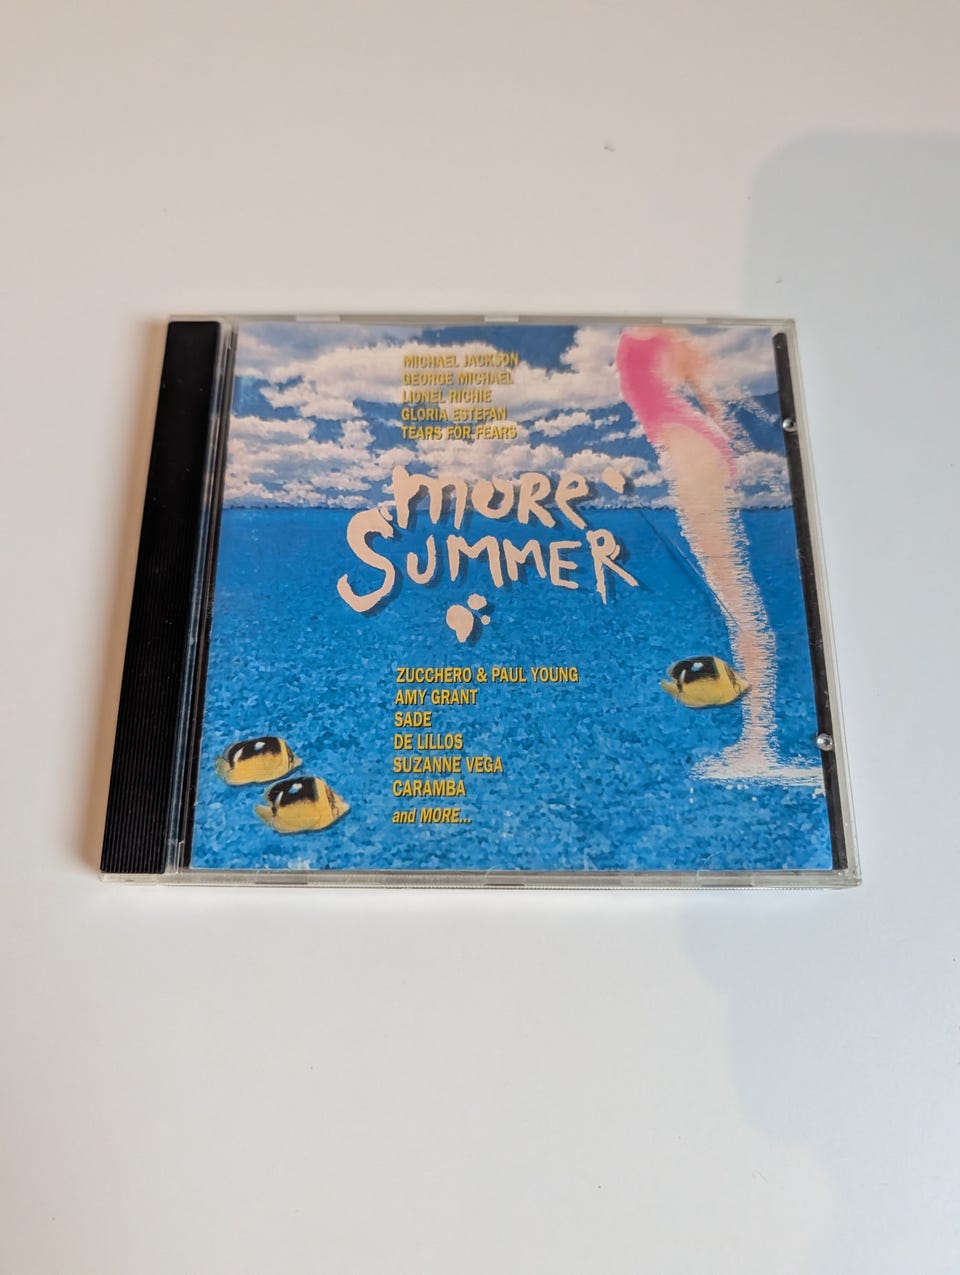 MICHAEL JACKSON
GEORGE MICHAEL
LIONEL RICHIE
GLORIA ESTEFAN
TEARS FOR FEARS
MORE
SUMMER
ZUCCHERO & PAUL YOUNG
AMY GRANT
SADE
DE LILLOS
SUZANNE VEGA
CARAMBA
and MORE...